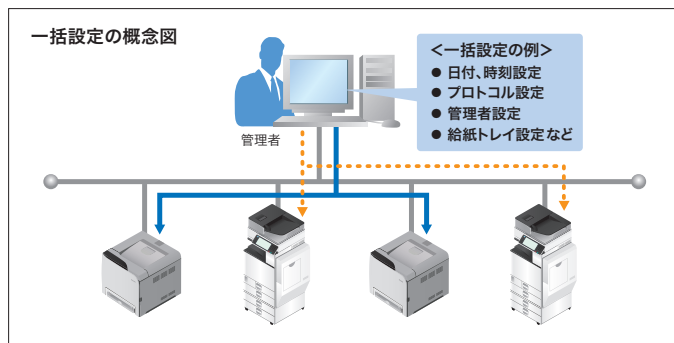 一括設定の概念図
＜一括設定の例＞
● 日付、時刻設定
● プロトコル設定
● 管理者設定
● 給紙トレイ設定など
管理者